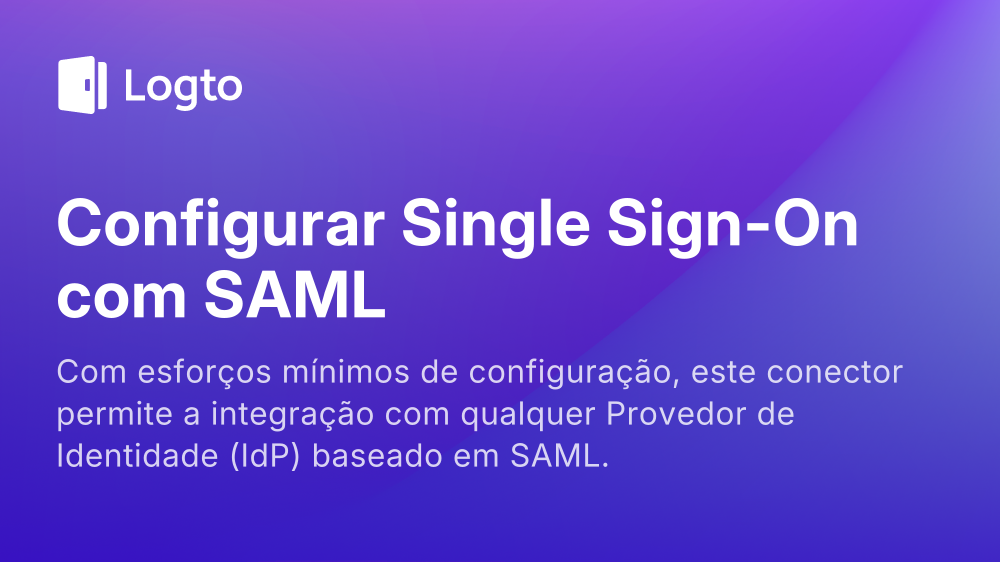 Logto
Configurar Single Sign-On
com SAML
Com esforços mínimos de configuração, este conector
permite a integração com qualquer Provedor de
Identidade (IdP) baseado em SAML.